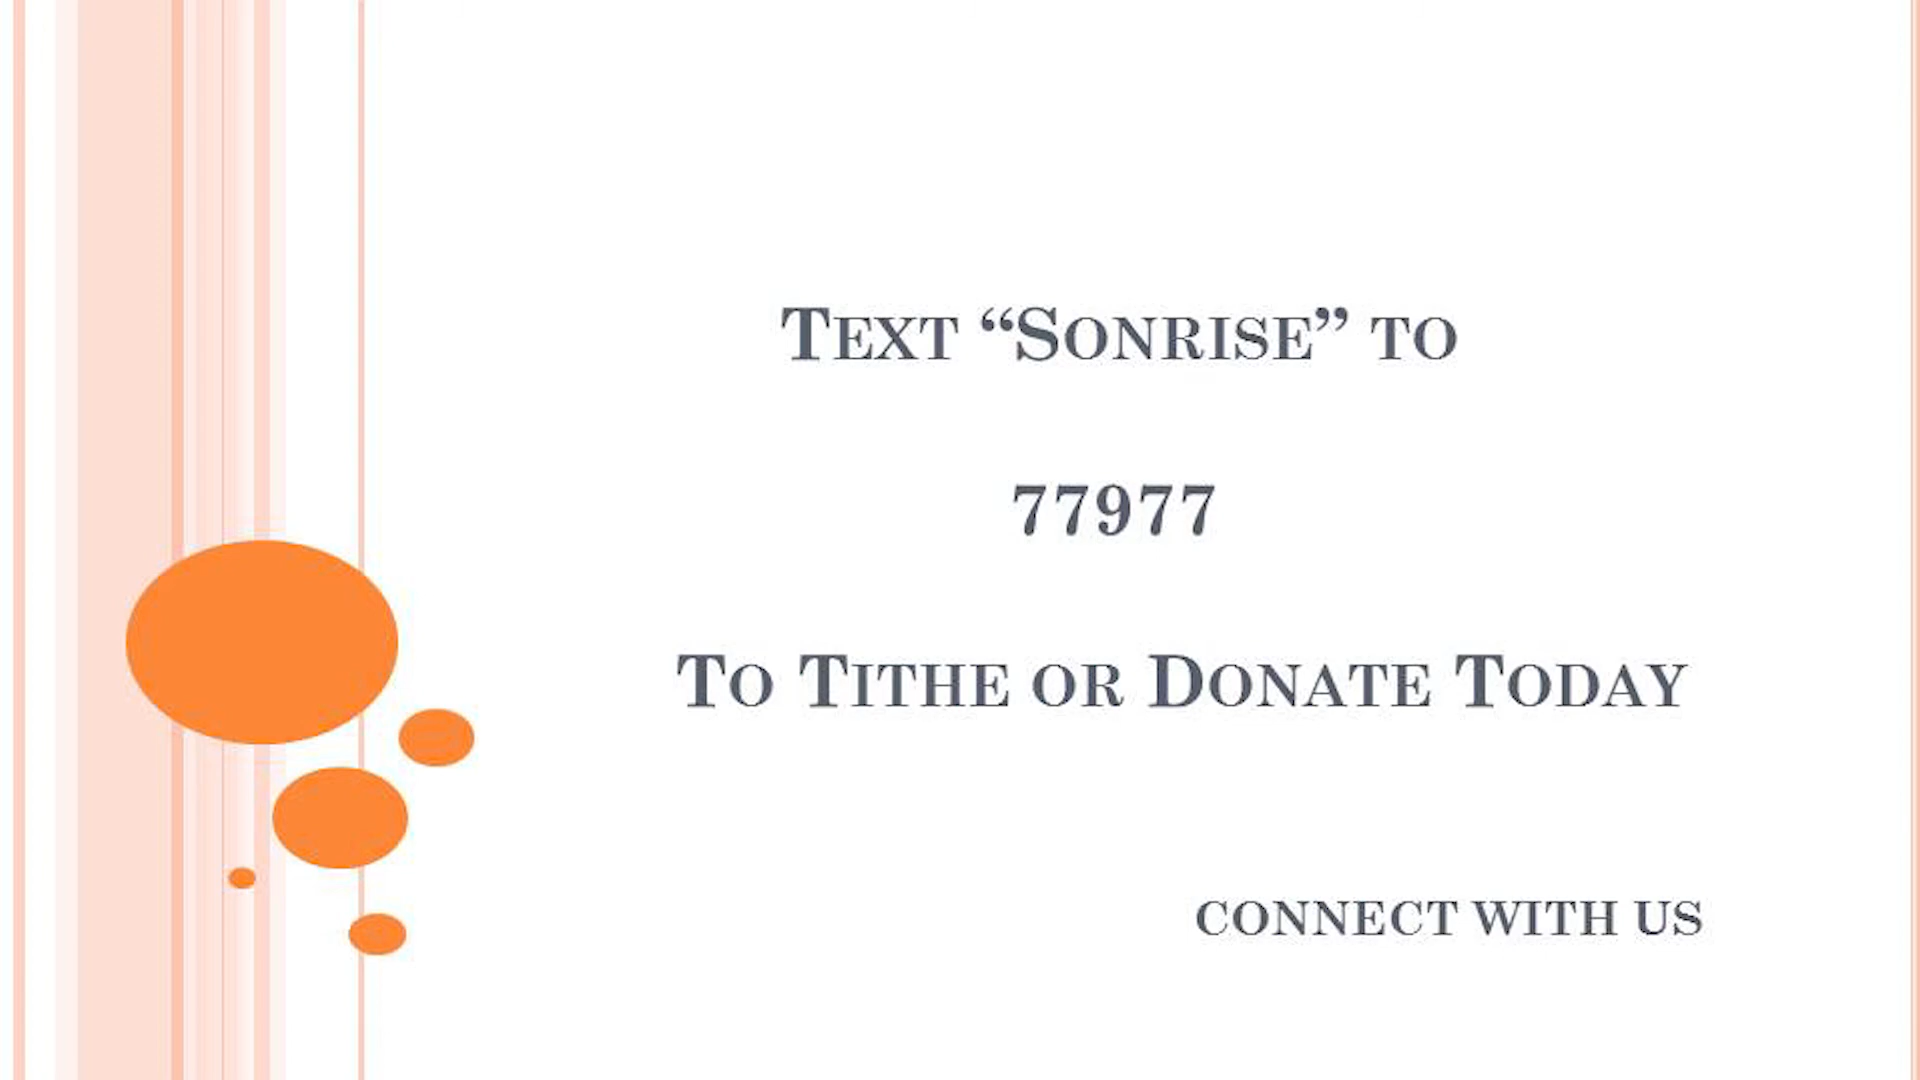 Text “Sonrise” to
77977
To Tithe or Donate Today
CONNECT WITH US